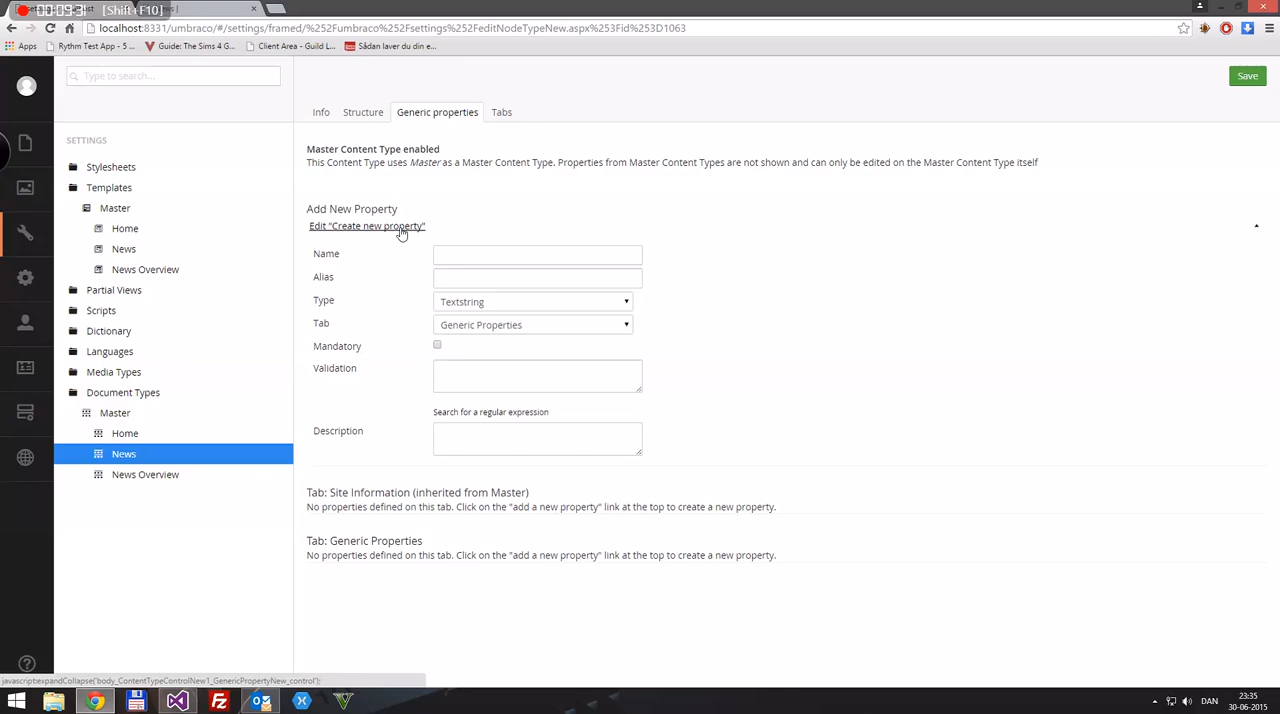 [Shift+F10]
localhost:8331/umbraco/#/settings/framed/%252Fumbraco%252Fsettings%252FeditNodeTypeNew.aspx%253Fid%253D1063
Apps Rythm Test App - 5 ... Guide: The Sims 4 G... Client Area - Guild L... Sådan laver du din e...
Type to search...
Save
Info Structure Generic properties Tabs
SETTINGS
Stylesheets
Templates
Master
Home
News
News Overview
Partial Views
Scripts
Dictionary
Languages
Media Types
Document Types
Master
Home
News
News Overview
Master Content Type enabled
This Content Type uses Master as a Master Content Type. Properties from Master Content Types are not shown and can only be edited on the Master Content Type itself
Add New Property
Edit "Create new property"
Name
Alias
Type Textstring
Tab Generic Properties
Mandatory
Validation
Search for a regular expression
Description
Tab: Site Information (inherited from Master)
No properties defined on this tab. Click on the "add a new property" link at the top to create a new property.
Tab: Generic Properties
No properties defined on this tab. Click on the "add a new property" link at the top to create a new property.
javascript:expandCollapse('body_ContentTypeControlNew1_GenericPropertyNew_control');
DAN
23:35
30-06-2015